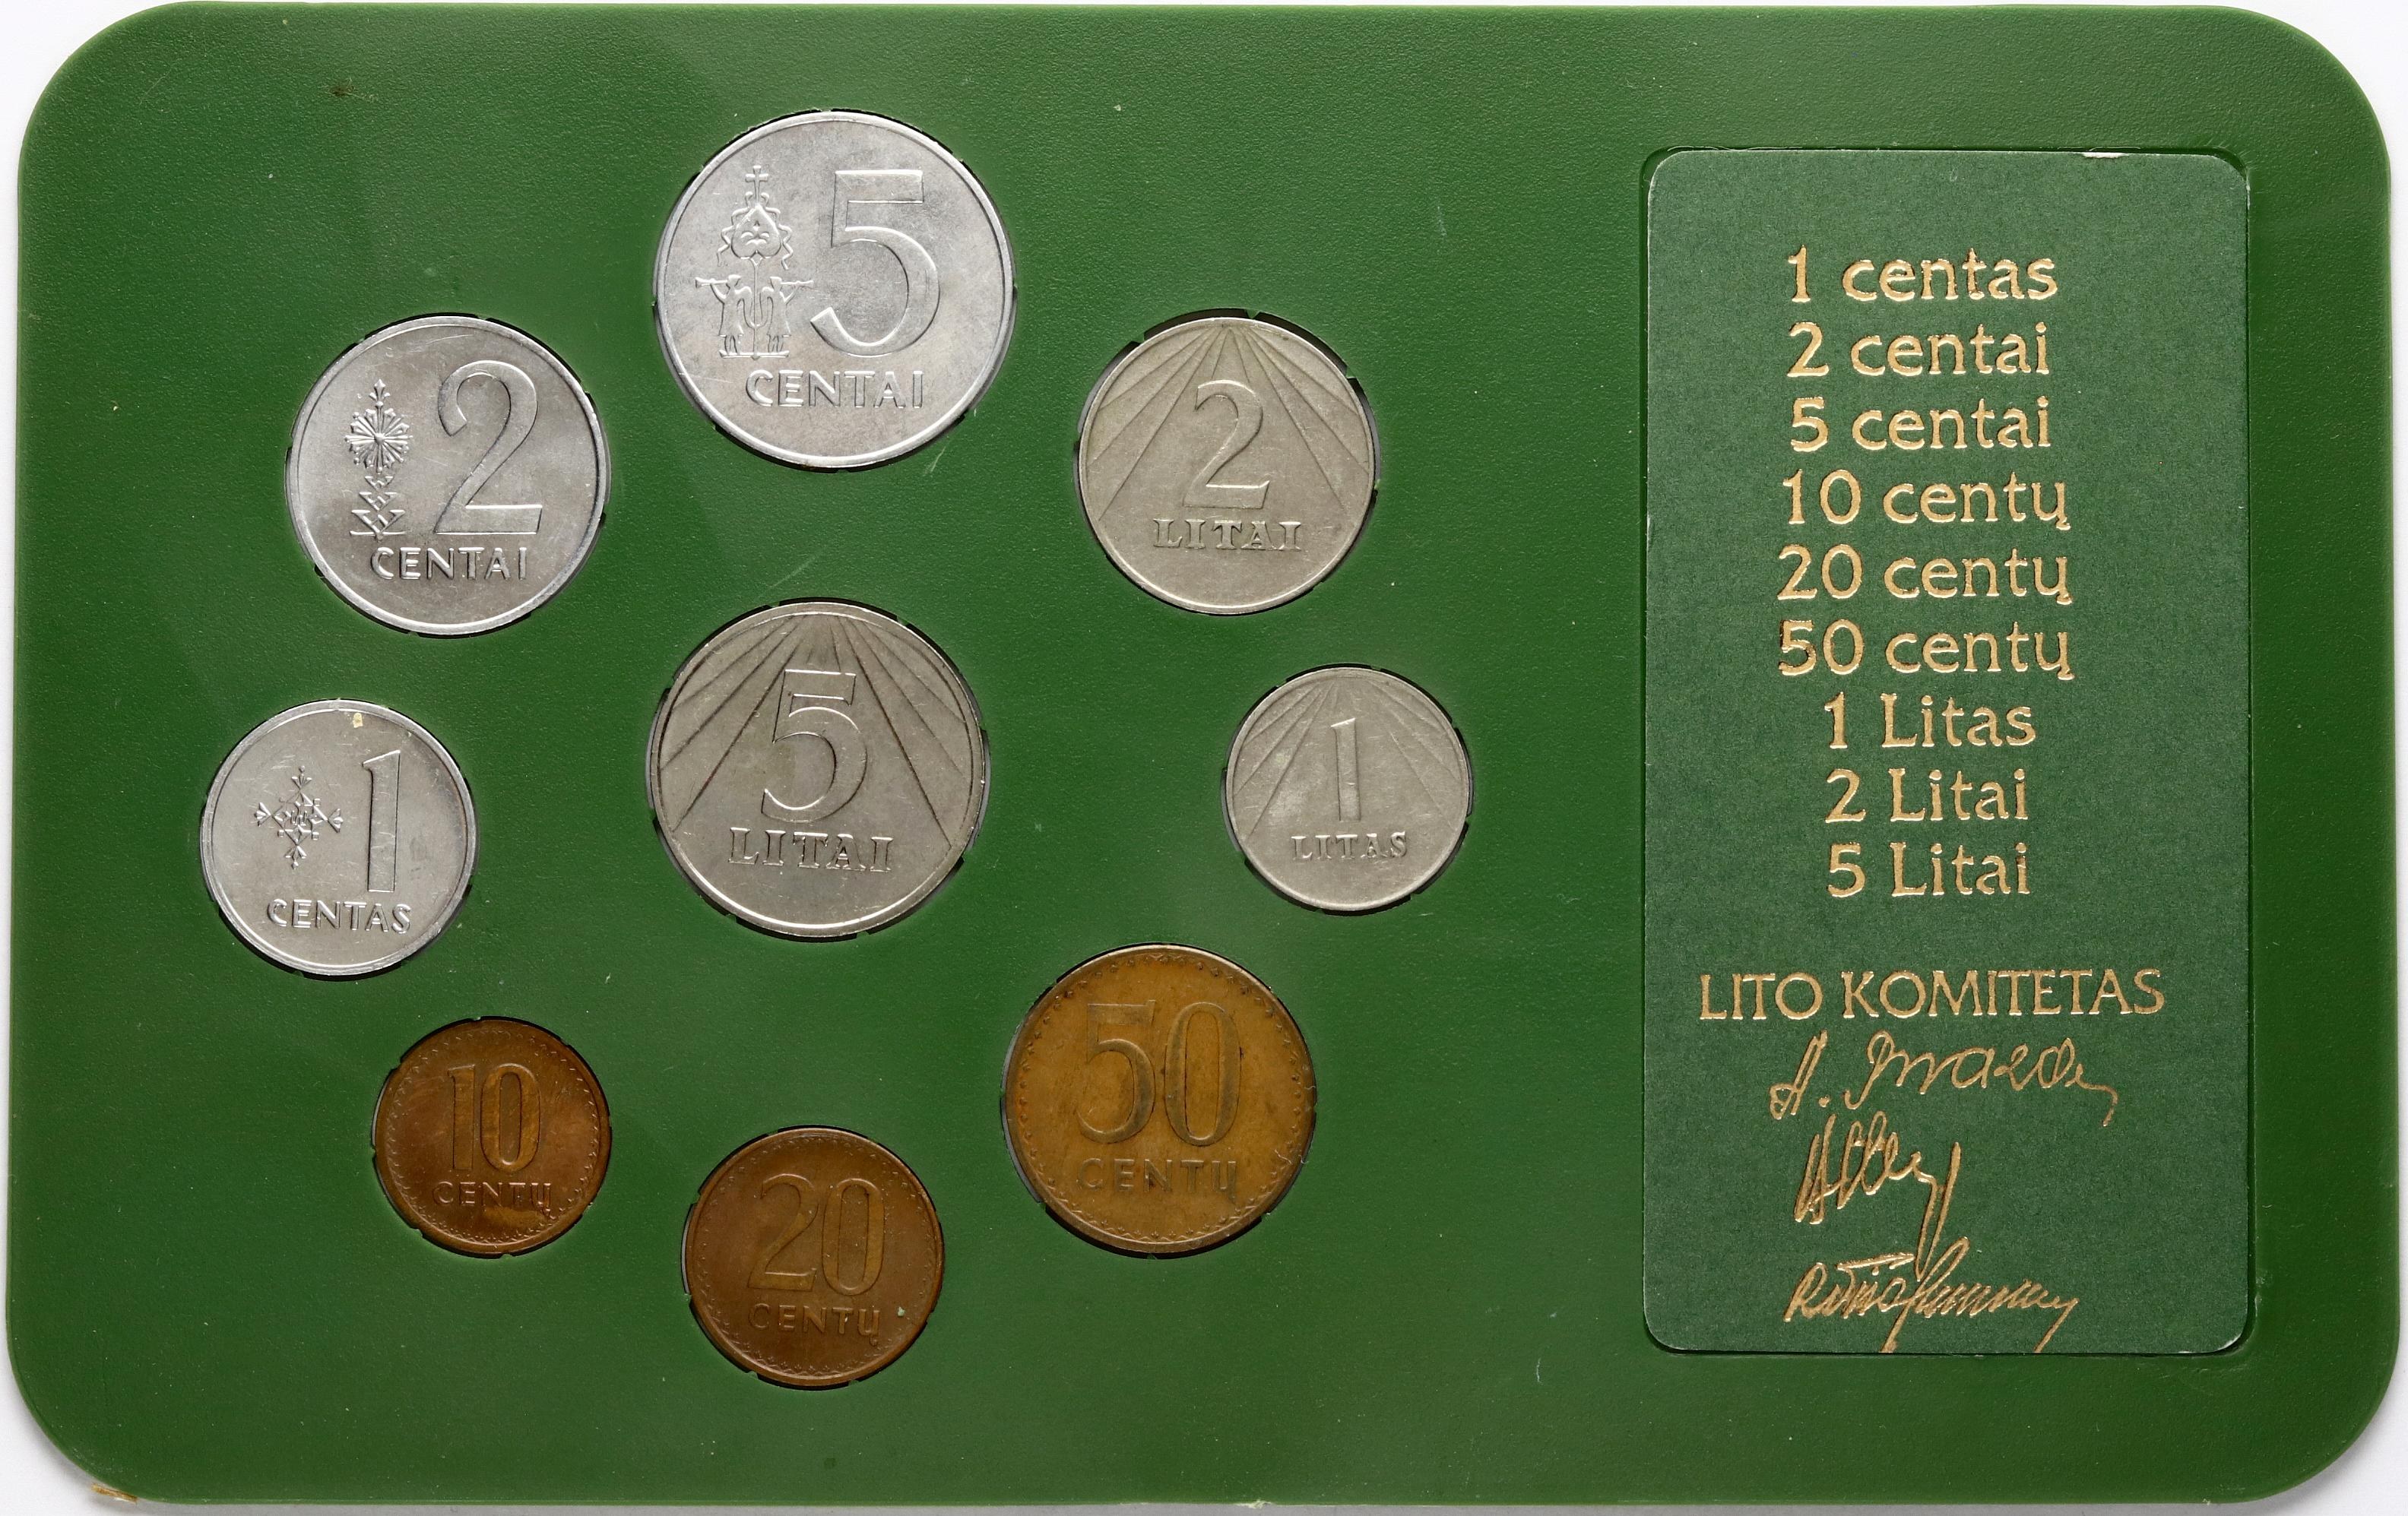 5
CENTAI
2
CENTAI
2
LITAI
5
LITAI
1
LITAS
1
CENTAS
50
CENTŲ
10
CENTŲ
20
CENTŲ
1 centas
2 centai
5 centai
10 centų
20 centų
50 centų
1 Litas
2 Litai
5 Litai
LITO KOMITETAS